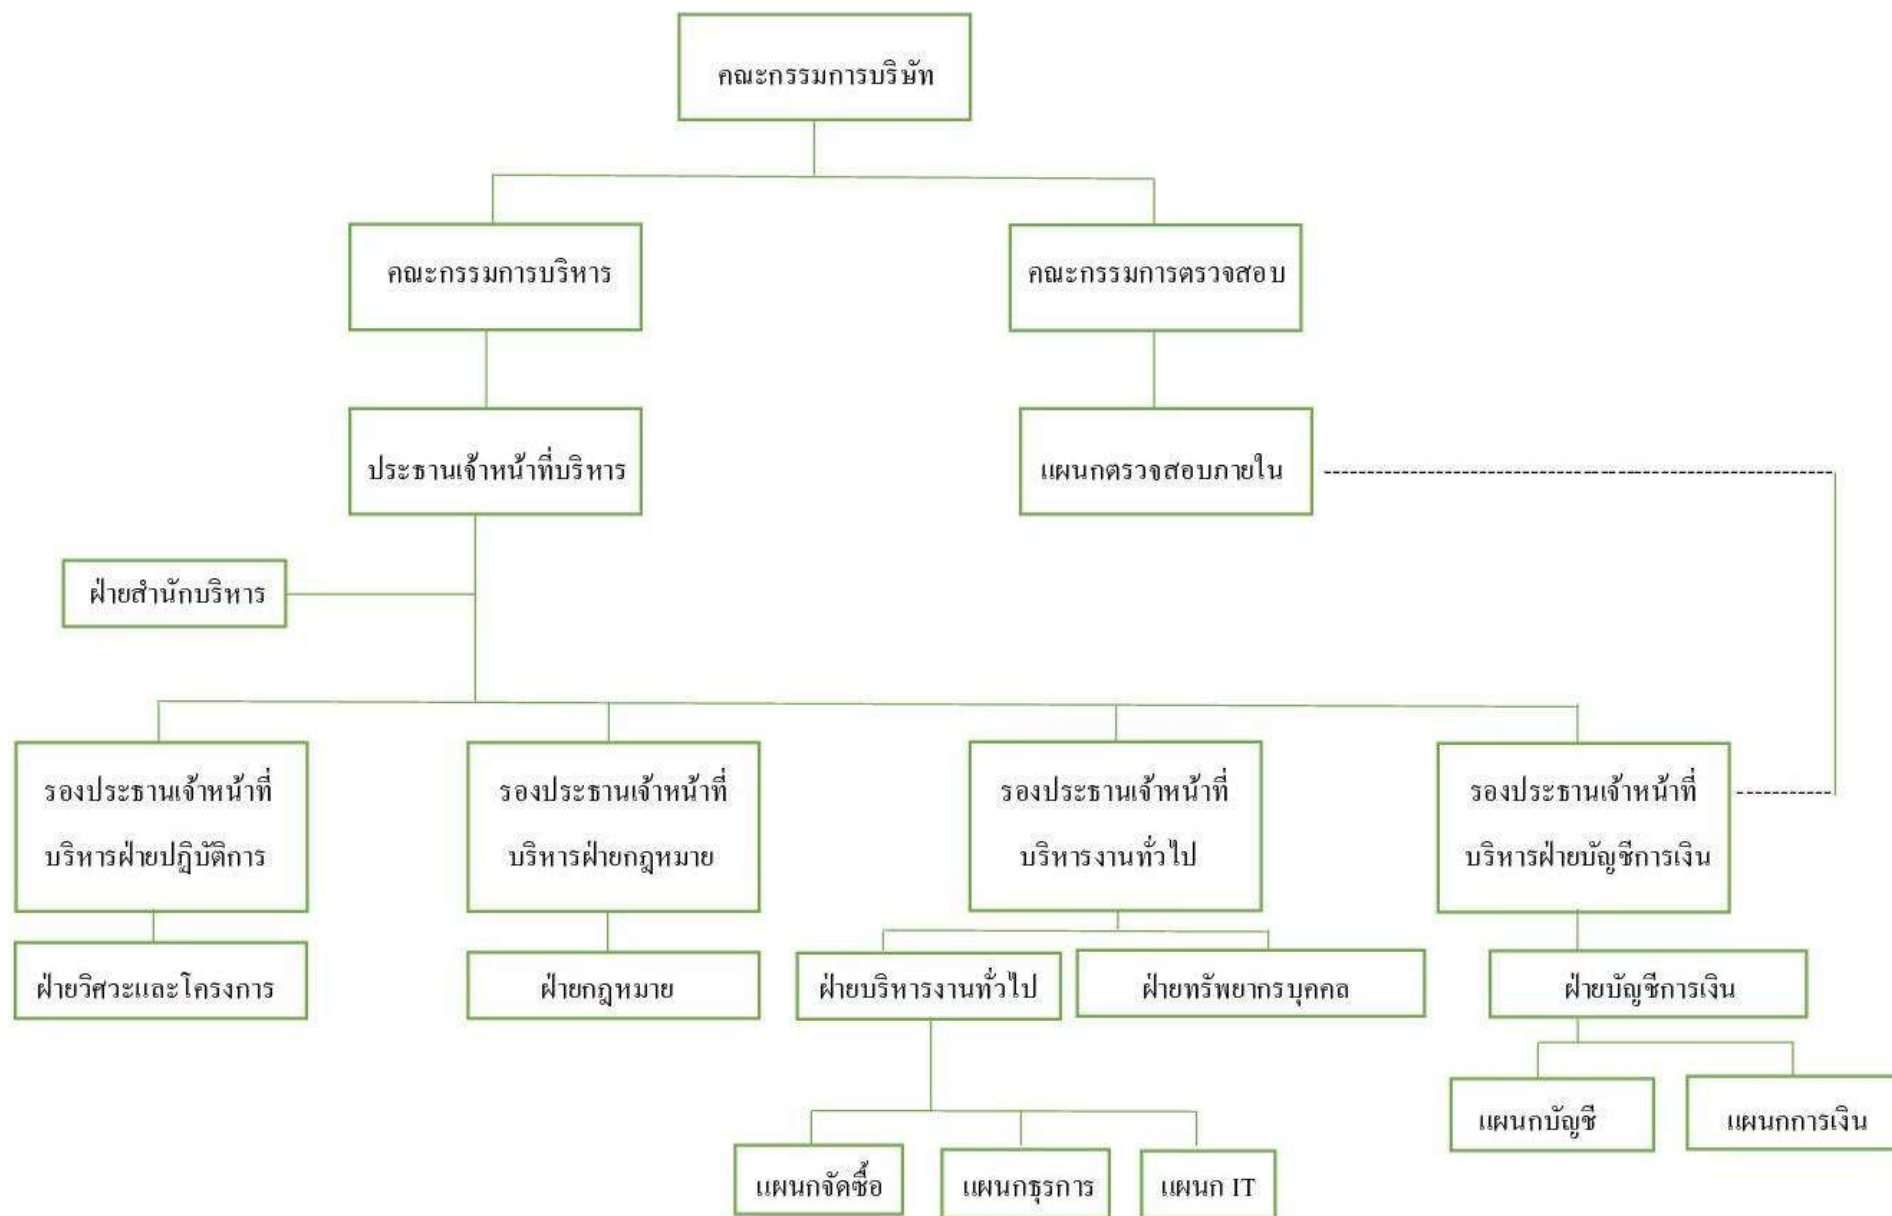 คณะกรรมการบริษัท
คณะกรรมการบริหาร
คณะกรรมการตรวจสอบ
ประธานเจ้าหน้าที่บริหาร
แผนกตรวจสอบภายใน
ฝ่ายสำนักบริหาร
รองประธานเจ้าหน้าที่
บริหารฝ่ายปฏิบัติการ
รองประธานเจ้าหน้าที่
บริหารฝ่ายกฎหมาย
รองประธานเจ้าหน้าที่
บริหารงานทั่วไป
รองประธานเจ้าหน้าที่
บริหารฝ่ายบัญชีการเงิน
ฝ่ายวิศวะและโครงการ
ฝ่ายกฎหมาย
ฝ่ายบริหารงานทั่วไป
ฝ่ายทรัพยากรบุคคล
ฝ่ายบัญชีการเงิน
แผนกบัญชี
แผนกการเงิน
แผนกจัดซื้อ
แผนกธุรการ
แผนก IT